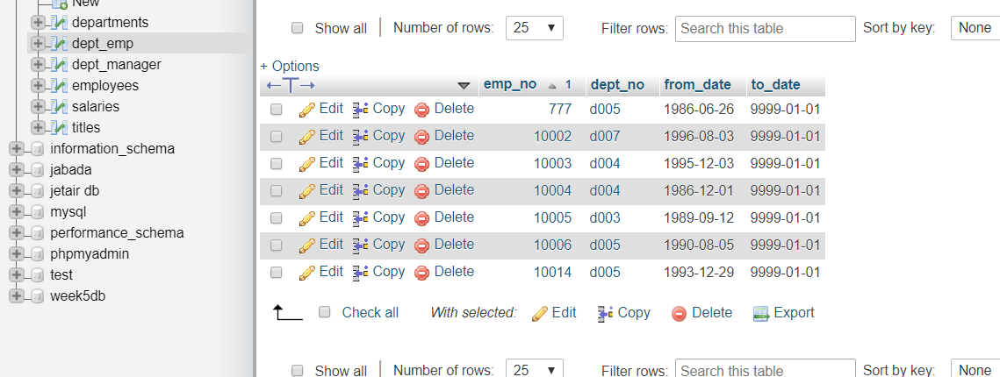 New
departments
dept_emp
dept_manager
employees
salaries
titles
information_schema
jabada
jetair db
mysql
performance_schema
phpmyadmin
test
week5db
Show all Number of rows: 25 Filter rows: Search this table Sort by key: None
+ Options
emp_no 1 dept_no from_date to_date
Edit Copy Delete 777 d005 1986-06-26 9999-01-01
Edit Copy Delete 10002 d007 1996-08-03 9999-01-01
Edit Copy Delete 10003 d004 1995-12-03 9999-01-01
Edit Copy Delete 10004 d004 1986-12-01 9999-01-01
Edit Copy Delete 10005 d003 1989-09-12 9999-01-01
Edit Copy Delete 10006 d005 1990-08-05 9999-01-01
Edit Copy Delete 10014 d005 1993-12-29 9999-01-01
Check all With selected: Edit Copy Delete Export
Show all Number of rows: 25 Filter rows: Search this table Sort by key: None